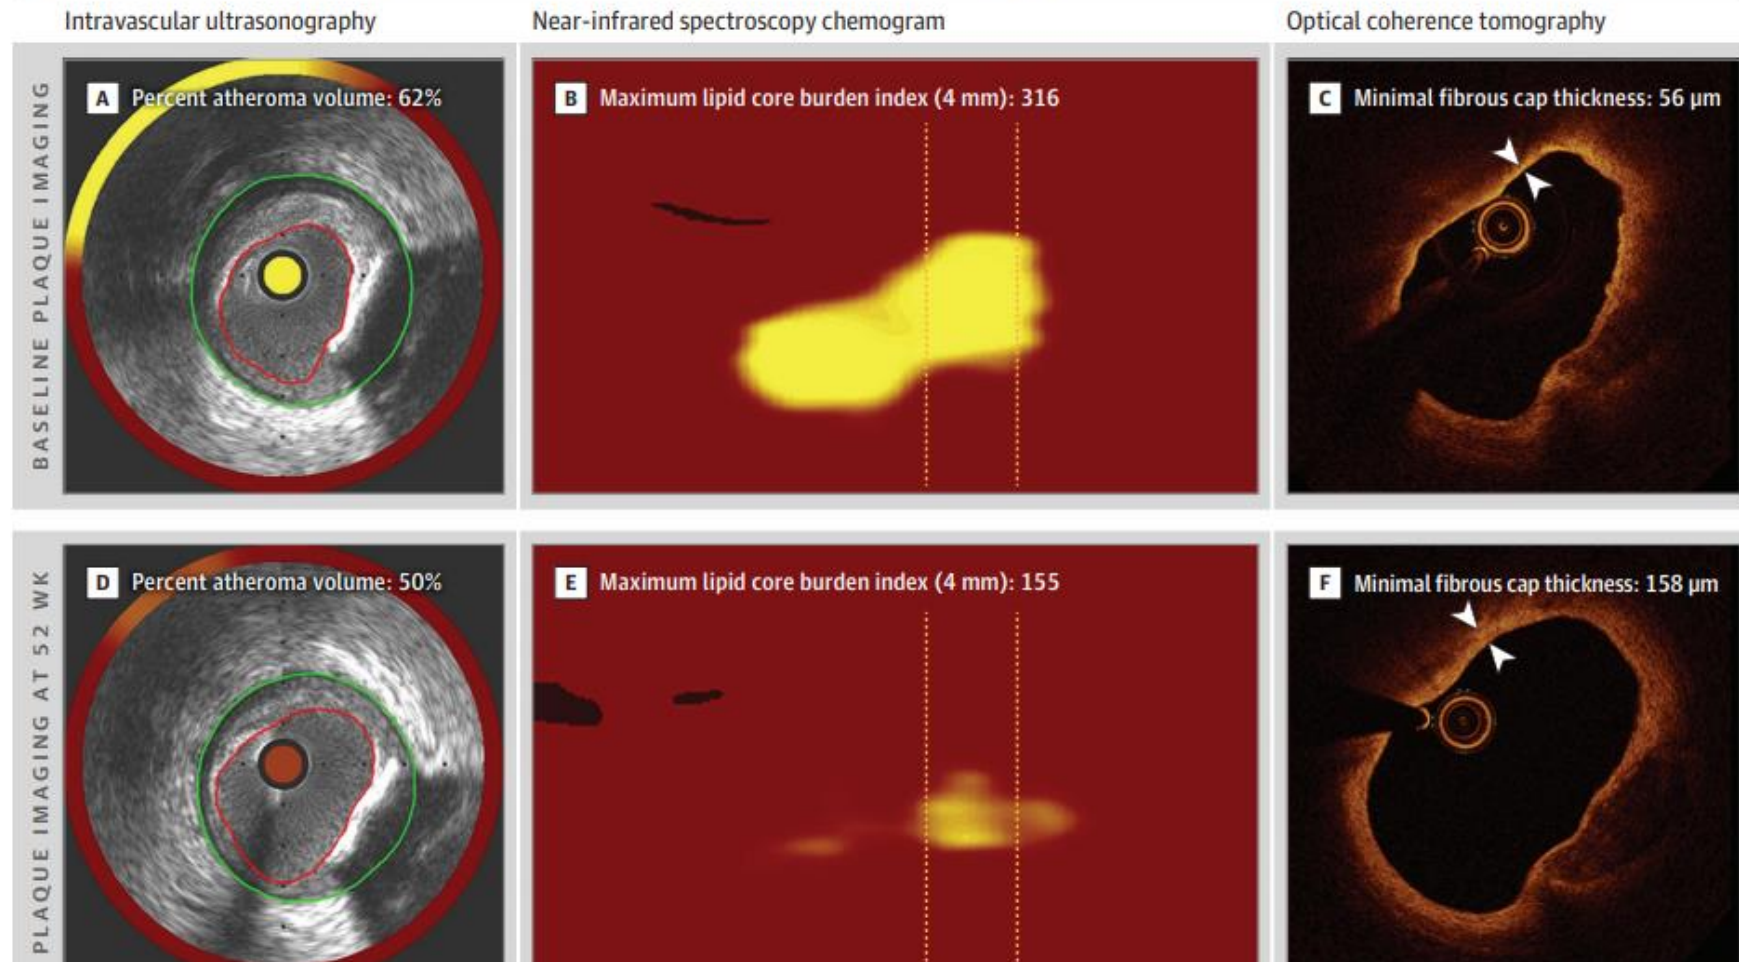 Intravascular ultrasonography
Near-infrared spectroscopy chemogram
Optical coherence tomography
BASELINE PLAQUE IMAGING
A Percent atheroma volume: 62%
B Maximum lipid core burden index (4 mm): 316
C Minimal fibrous cap thickness: 56 µm
PLAQUE IMAGING AT 52 WK
D Percent atheroma volume: 50%
E Maximum lipid core burden index (4 mm): 155
F Minimal fibrous cap thickness: 158 µm